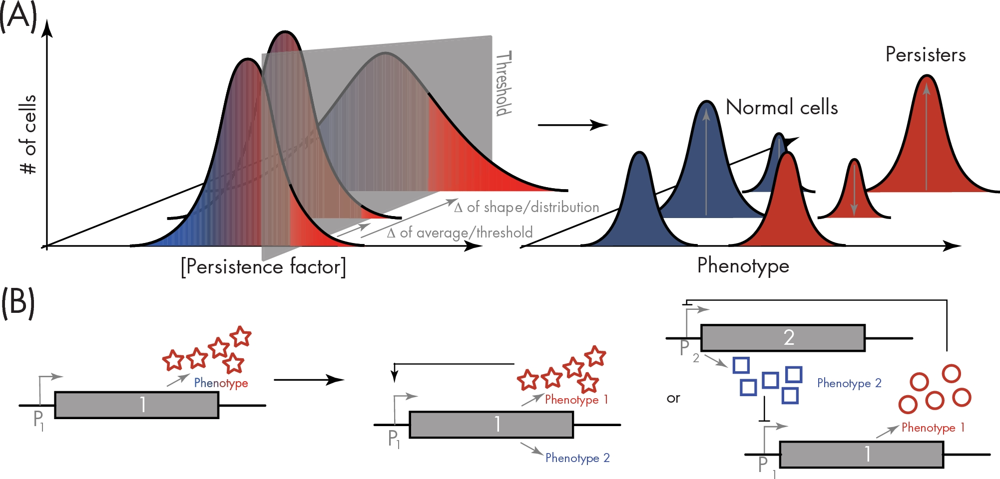 (A)
# of cells
Threshold
Δ of shape/distribution
Δ of average/threshold
[Persistence factor]
Persisters
Normal cells
Phenotype
(B)
Phenotype
1
P1
Phenotype 1
1
P1
Phenotype 2
or
2
P2
Phenotype 2
Phenotype 1
1
P1